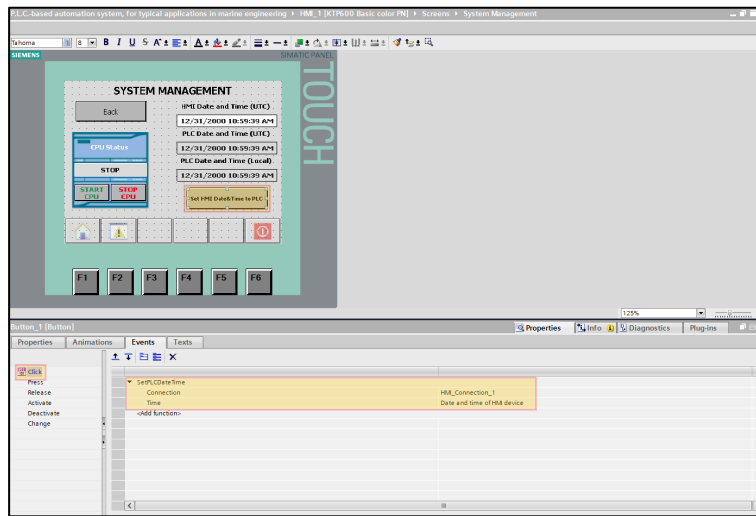 P.L.C.-based automation system, for typical applications in marine engineering ▸ HMI_1 [KTP600 Basic color PN] ▸ Screens ▸ System Management
Tahoma 8 B I U S A
SIEMENS SIMATIC PANEL
TOUCH
SYSTEM MANAGEMENT
Back
HMI Date and Time (UTC)
12/31/2000 10:59:39 AM
PLC Date and Time (UTC)
12/31/2000 10:59:39 AM
PLC Date and Time (Local)
12/31/2000 10:59:39 AM
CPU Status
STOP
START CPU
STOP CPU
Set HMI Date&Time to PLC
F1 F2 F3 F4 F5 F6
125%
Button_1 [Button]
Properties Info Diagnostics Plug-ins
Properties Animations Events Texts
Click
Press
Release
Activate
Deactivate
Change
SetPLCDateTime
Connection HMI_Connection_1
Time Date and time of HMI device
<Add function>